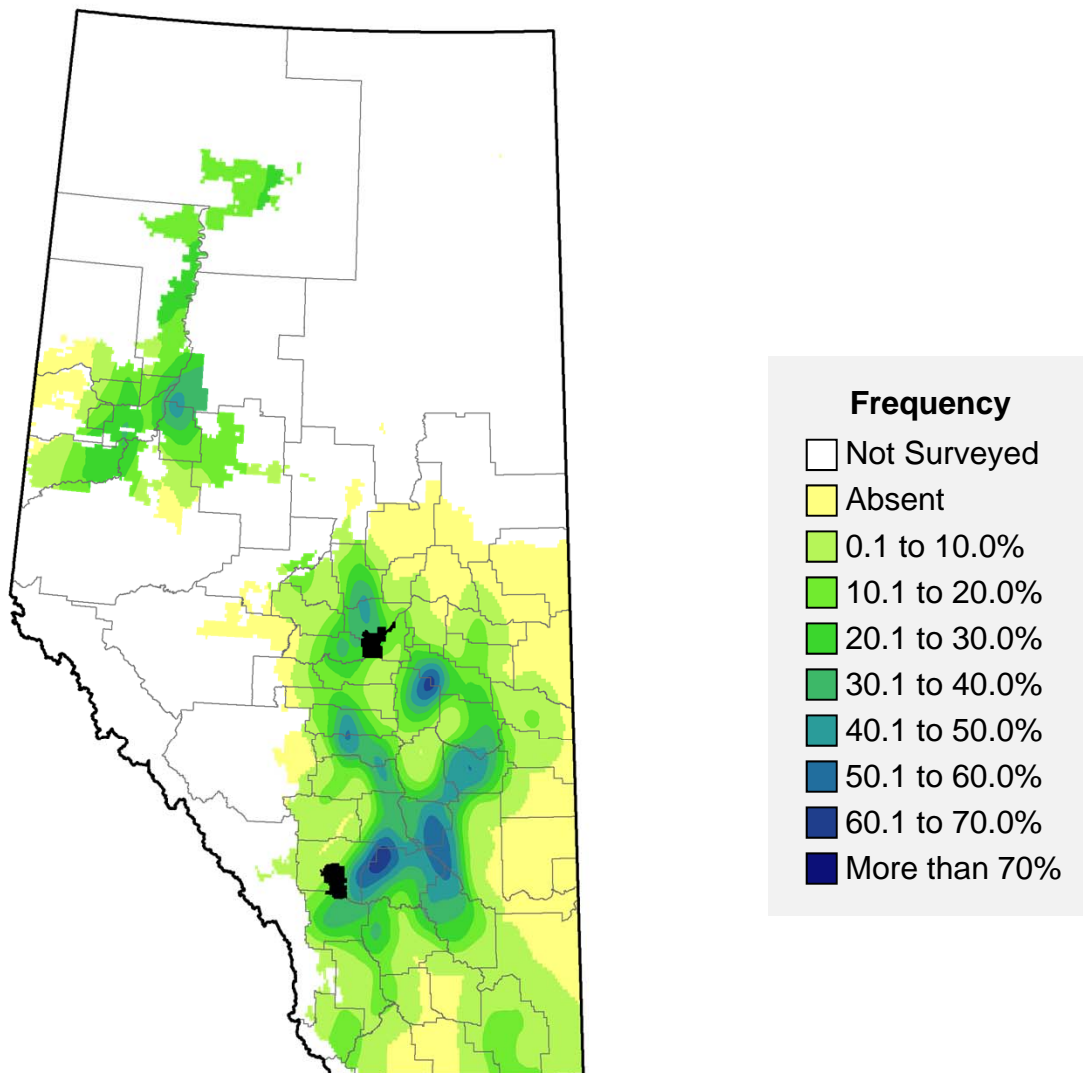 Frequency
Not Surveyed
Absent
0.1 to 10.0%
10.1 to 20.0%
20.1 to 30.0%
30.1 to 40.0%
40.1 to 50.0%
50.1 to 60.0%
60.1 to 70.0%
More than 70%